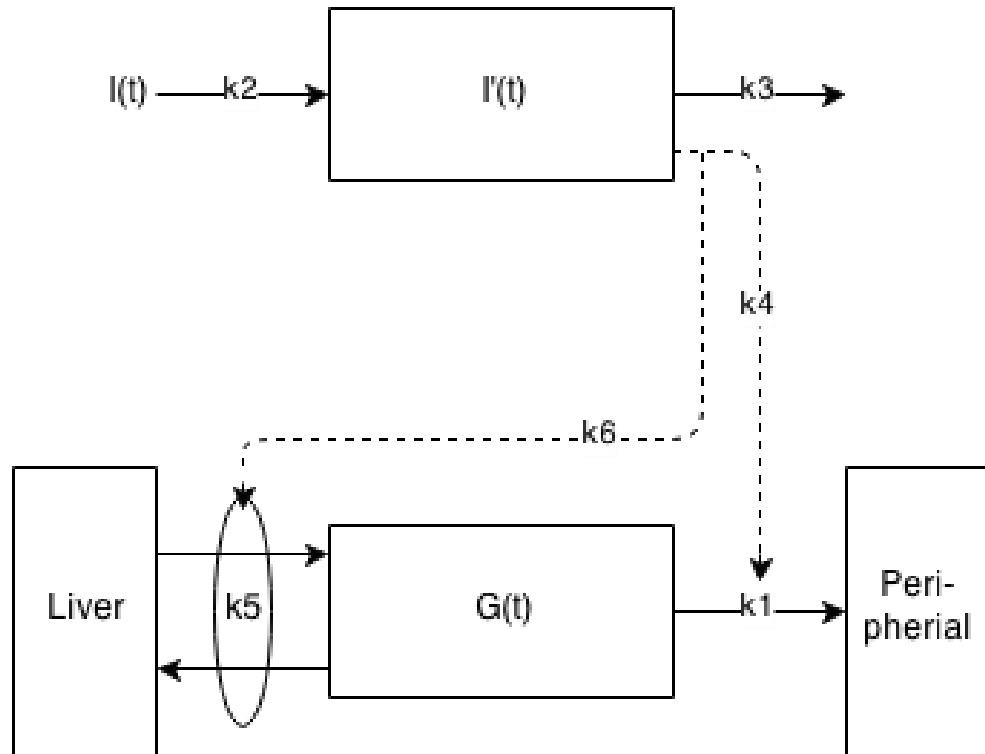 I(t)
k2
I'(t)
k3
k4
k6
Liver
k5
G(t)
k1
Peri-
pherial